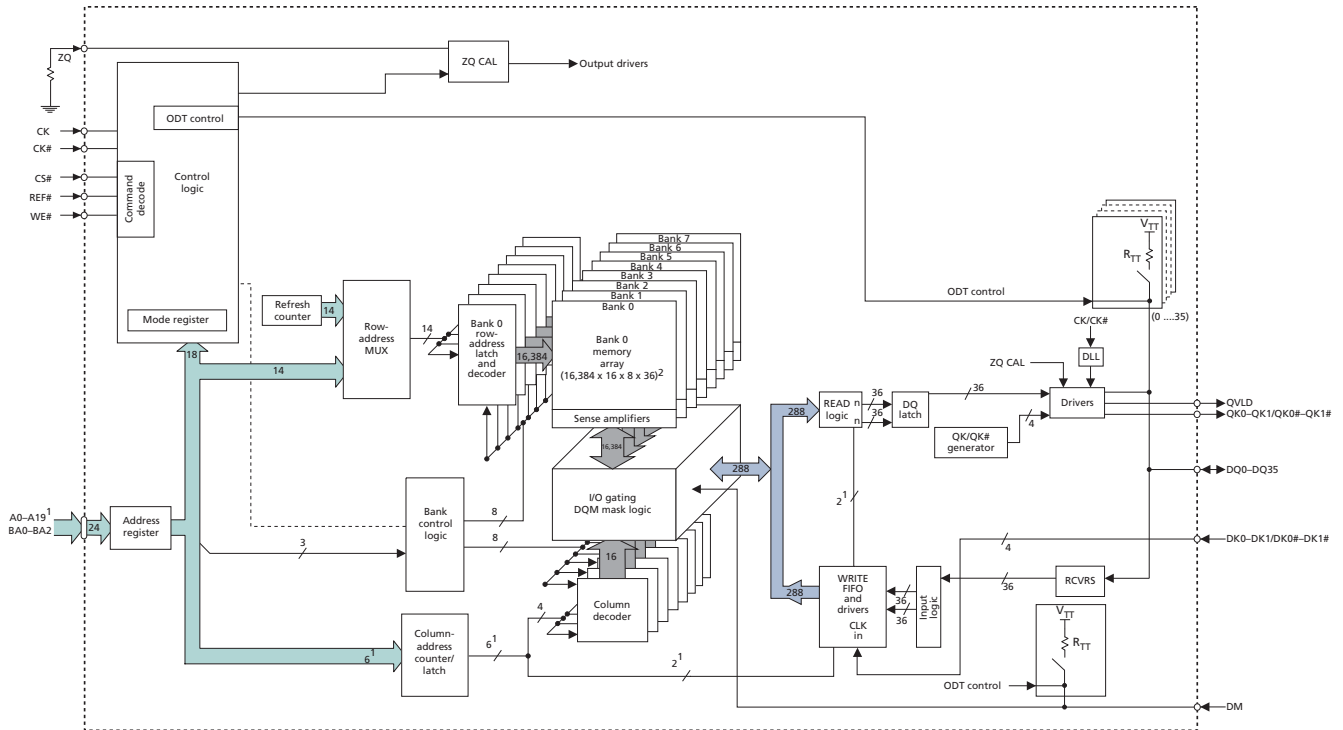 ZQ
ZQ CAL
Output drivers
ODT control
CK
CK#
Control
logic
CS#
REF#
WE#
Command
decode
Mode register
Refresh
counter
14
Row-
address
MUX
14
18
14
Bank 0
row-
address
latch
and
decoder
16,384
Bank 7
Bank 6
Bank 5
Bank 4
Bank 3
Bank 2
Bank 1
Bank 0
Bank 0
memory
array
(16,384 x 16 x 8 x 36)2
Sense amplifiers
16,384
I/O gating
DQM mask logic
16
Column
decoder
A0–A191
BA0–BA2
24
Address
register
3
Bank
control
logic
8
8
61
Column-
address
counter/
latch
61
4
21
288
288
288
READ n
logic n
36
36
DQ
latch
36
21
WRITE
FIFO
and
drivers
CLK
in
36
36
Input
logic
36
RCVRS
4
QK/QK#
generator
4
ZQ CAL
CK/CK#
DLL
Drivers
ODT control
VTT
RTT
(0 ....35)
QVLD
QK0–QK1/QK0#–QK1#
DQ0–DQ35
DK0–DK1/DK0#–DK1#
VTT
RTT
ODT control
DM